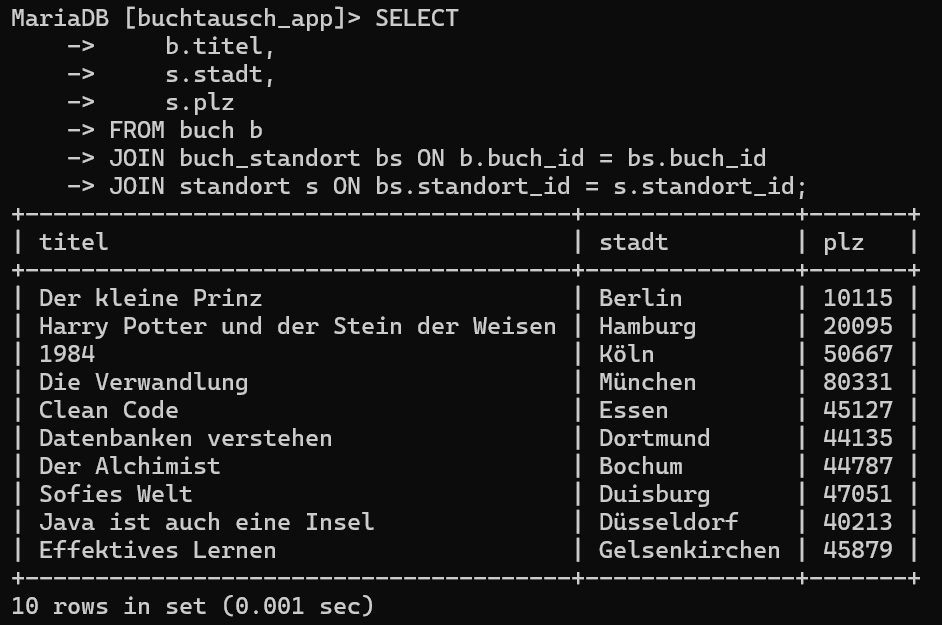 MariaDB [buchtausch_app]> SELECT
    ->     b.titel,
    ->     s.stadt,
    ->     s.plz
    -> FROM buch b
    -> JOIN buch_standort bs ON b.buch_id = bs.buch_id
    -> JOIN standort s ON bs.standort_id = s.standort_id;
+---------------------------------------+---------------+-------+
| titel                                 | stadt         | plz   |
+---------------------------------------+---------------+-------+
| Der kleine Prinz                      | Berlin        | 10115 |
| Harry Potter und der Stein der Weisen | Hamburg       | 20095 |
| 1984                                  | Köln          | 50667 |
| Die Verwandlung                       | München       | 80331 |
| Clean Code                            | Essen         | 45127 |
| Datenbanken verstehen                 | Dortmund      | 44135 |
| Der Alchimist                         | Bochum        | 44787 |
| Sofies Welt                           | Duisburg      | 47051 |
| Java ist auch eine Insel              | Düsseldorf    | 40213 |
| Effektives Lernen                     | Gelsenkirchen | 45879 |
+---------------------------------------+---------------+-------+
10 rows in set (0.001 sec)